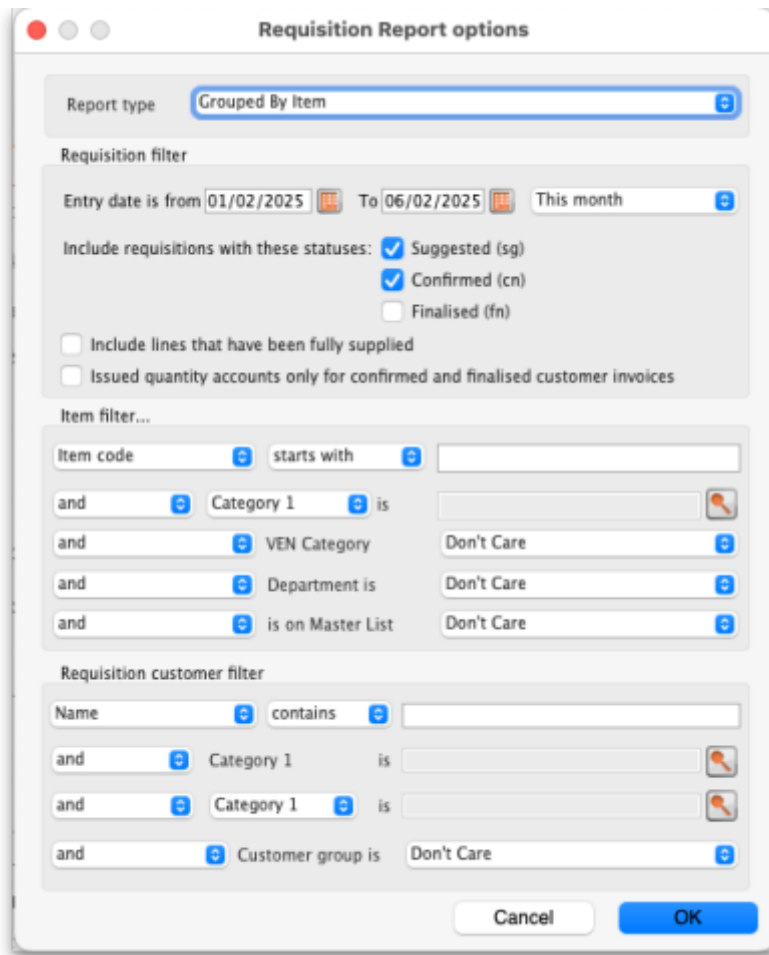 Requisition Report options
Report type Grouped By Item
Requisition filter
Entry date is from 01/02/2025 To 06/02/2025 This month
Include requisitions with these statuses: Suggested (sg)
Confirmed (cn)
Finalised (fn)
Include lines that have been fully supplied
Issued quantity accounts only for confirmed and finalised customer invoices
Item filter...
Item code starts with
and Category 1 is
and VEN Category Don't Care
and Department is Don't Care
and is on Master List Don't Care
Requisition customer filter
Name contains
and Category 1 is
and Category 1 is
and Customer group is Don't Care
Cancel OK